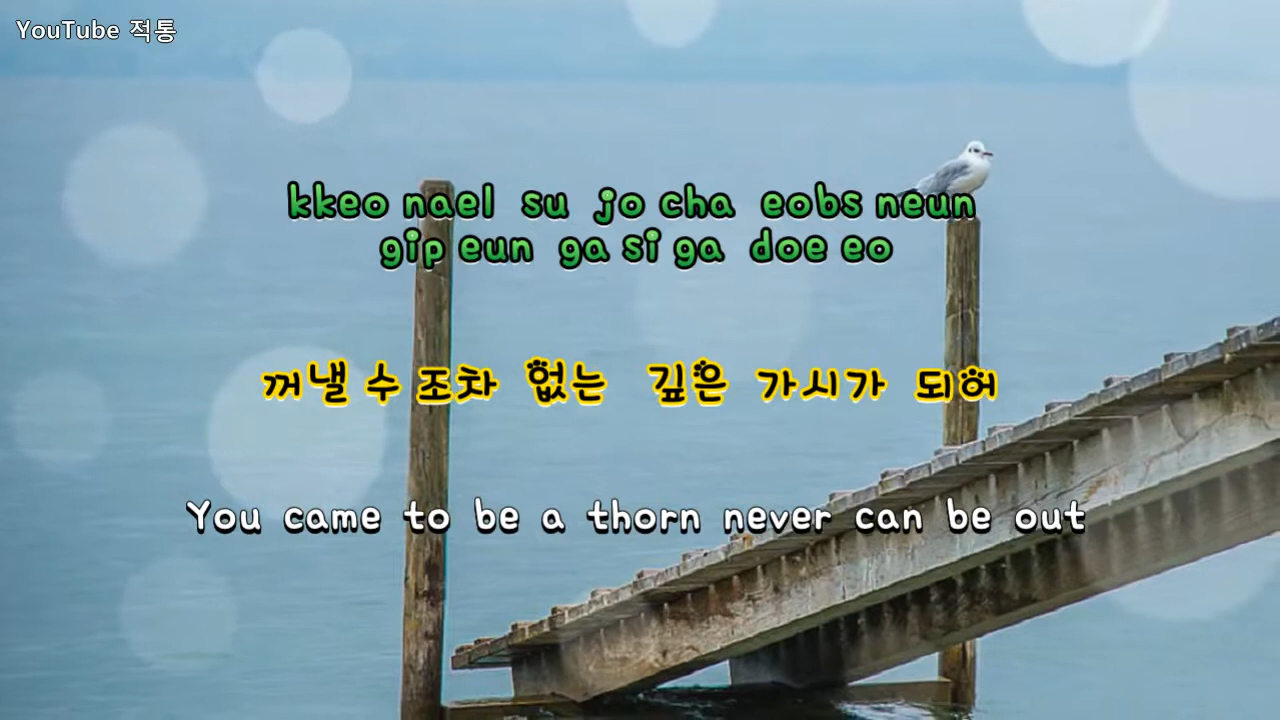 YouTube 적통
kkeo nael su jo cha eobs neun
gip eun ga si ga doe eo
꺼낼 수 조차 없는 깊은 가시가 되어
You came to be a thorn never can be out